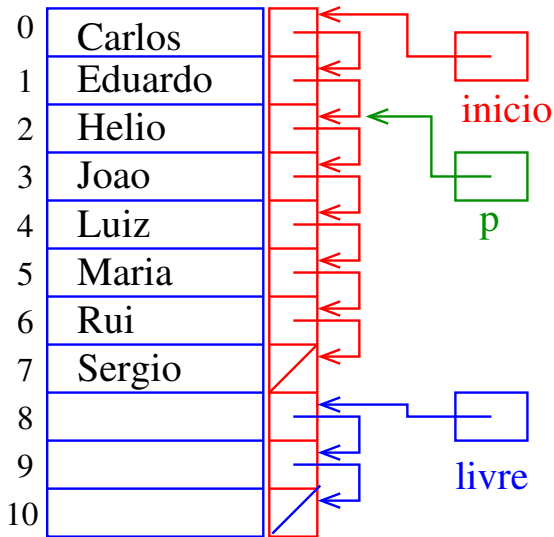 0 Carlos
1 Eduardo
inicio
2 Helio
3 Joao
p
4 Luiz
5 Maria
6 Rui
7 Sergio
8
livre
9
10